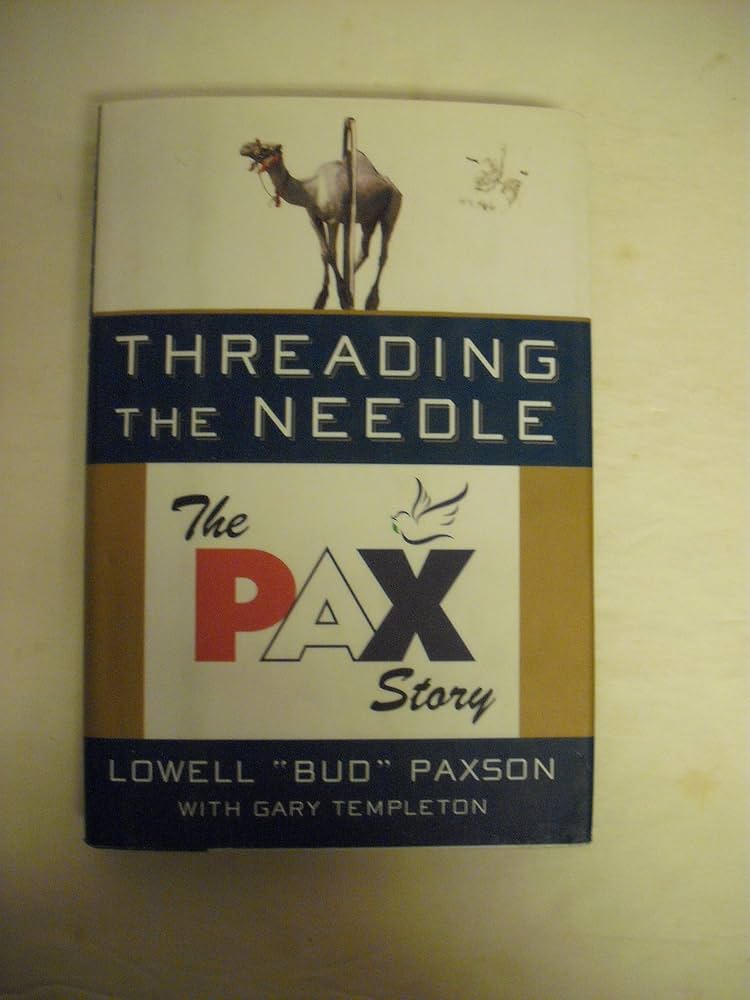 THREADING
THE NEEDLE
The
PAX
Story
LOWELL "BUD" PAXSON
WITH GARY TEMPLETON